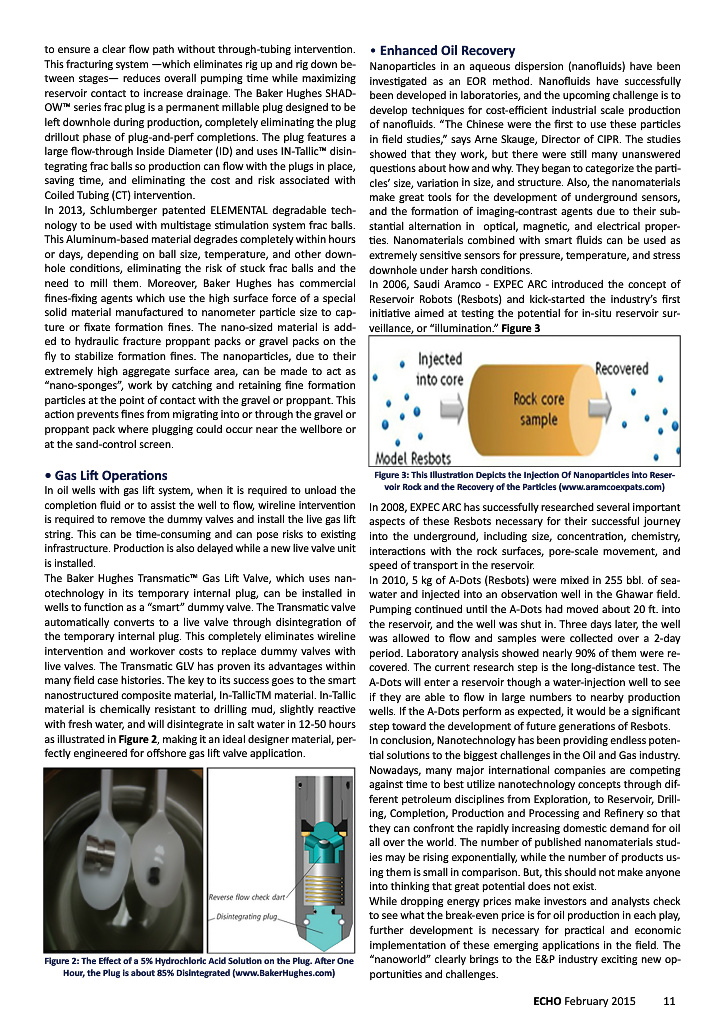 to ensure a clear flow path without through-tubing intervention.
This fracturing system —which eliminates rig up and rig down be-
tween stages— reduces overall pumping time while maximizing
reservoir contact to increase drainage. The Baker Hughes SHAD-
OW™ series frac plug is a permanent millable plug designed to be
left downhole during production, completely eliminating the plug
drillout phase of plug-and-perf completions. The plug features a
large flow-through Inside Diameter (ID) and uses IN-Tallic™ disin-
tegrating frac balls so production can flow with the plugs in place,
saving time, and eliminating the cost and risk associated with
Coiled Tubing (CT) intervention.
In 2013, Schlumberger patented ELEMENTAL degradable tech-
nology to be used with multistage stimulation system frac balls.
This Aluminum-based material degrades completely within hours
or days, depending on ball size, temperature, and other down-
hole conditions, eliminating the risk of stuck frac balls and the
need to mill them. Moreover, Baker Hughes has commercial
fines-fixing agents which use the high surface force of a special
solid material manufactured to nanometer particle size to cap-
ture or fixate formation fines. The nano-sized material is add-
ed to hydraulic fracture proppant packs or gravel packs on the
fly to stabilize formation fines. The nanoparticles, due to their
extremely high aggregate surface area, can be made to act as
"nano-sponges", work by catching and retaining fine formation
particles at the point of contact with the gravel or proppant. This
action prevents fines from migrating into or through the gravel or
proppant pack where plugging could occur near the wellbore or
at the sand-control screen.
• Gas Lift Operations
In oil wells with gas lift system, when it is required to unload the
completion fluid or to assist the well to flow, wireline intervention
is required to remove the dummy valves and install the live gas lift
string. This can be time-consuming and can pose risks to existing
infrastructure. Production is also delayed while a new live valve unit
is installed.
The Baker Hughes Transmatic™ Gas Lift Valve, which uses nan-
otechnology in its temporary internal plug, can be installed in
wells to function as a "smart" dummy valve. The Transmatic valve
automatically converts to a live valve through disintegration of
the temporary internal plug. This completely eliminates wireline
intervention and workover costs to replace dummy valves with
live valves. The Transmatic GLV has proven its advantages within
many field case histories. The key to its success goes to the smart
nanostructured composite material, In-TallicTM material. In-Tallic
material is chemically resistant to drilling mud, slightly reactive
with fresh water, and will disintegrate in salt water in 12-50 hours
as illustrated in Figure 2, making it an ideal designer material, per-
fectly engineered for offshore gas lift valve application.
Reverse flow check dart
Disintegrating plug
Figure 2: The Effect of a 5% Hydrochloric Acid Solution on the Plug. After One
Hour, the Plug is about 85% Disintegrated (www.BakerHughes.com)
• Enhanced Oil Recovery
Nanoparticles in an aqueous dispersion (nanofluids) have been
investigated as an EOR method. Nanofluids have successfully
been developed in laboratories, and the upcoming challenge is to
develop techniques for cost-efficient industrial scale production
of nanofluids. "The Chinese were the first to use these particles
in field studies," says Arne Skauge, Director of CIPR. The studies
showed that they work, but there were still many unanswered
questions about how and why. They began to categorize the parti-
cles' size, variation in size, and structure. Also, the nanomaterials
make great tools for the development of underground sensors,
and the formation of imaging-contrast agents due to their sub-
stantial alternation in optical, magnetic, and electrical proper-
ties. Nanomaterials combined with smart fluids can be used as
extremely sensitive sensors for pressure, temperature, and stress
downhole under harsh conditions.
In 2006, Saudi Aramco - EXPEC ARC introduced the concept of
Reservoir Robots (Resbots) and kick-started the industry's first
initiative aimed at testing the potential for in-situ reservoir sur-
veillance, or "illumination." Figure 3
Injected
into core
Rock core
sample
Recovered
Model Resbots
Figure 3: This Illustration Depicts the Injection Of Nanoparticles into Reser-
voir Rock and the Recovery of the Particles (www.aramcoexpats.com)
In 2008, EXPEC ARC has successfully researched several important
aspects of these Resbots necessary for their successful journey
into the underground, including size, concentration, chemistry,
interactions with the rock surfaces, pore-scale movement, and
speed of transport in the reservoir.
In 2010, 5 kg of A-Dots (Resbots) were mixed in 255 bbl. of sea-
water and injected into an observation well in the Ghawar field.
Pumping continued until the A-Dots had moved about 20 ft. into
the reservoir, and the well was shut in. Three days later, the well
was allowed to flow and samples were collected over a 2-day
period. Laboratory analysis showed nearly 90% of them were re-
covered. The current research step is the long-distance test. The
A-Dots will enter a reservoir though a water-injection well to see
if they are able to flow in large numbers to nearby production
wells. If the A-Dots perform as expected, it would be a significant
step toward the development of future generations of Resbots.
In conclusion, Nanotechnology has been providing endless poten-
tial solutions to the biggest challenges in the Oil and Gas industry.
Nowadays, many major international companies are competing
against time to best utilize nanotechnology concepts through dif-
ferent petroleum disciplines from Exploration, to Reservoir, Drill-
ing, Completion, Production and Processing and Refinery so that
they can confront the rapidly increasing domestic demand for oil
all over the world. The number of published nanomaterials stud-
ies may be rising exponentially, while the number of products us-
ing them is small in comparison. But, this should not make anyone
into thinking that great potential does not exist.
While dropping energy prices make investors and analysts check
to see what the break-even price is for oil production in each play,
further development is necessary for practical and economic
implementation of these emerging applications in the field. The
"nanoworld" clearly brings to the E&P industry exciting new op-
portunities and challenges.
ECHO February 2015 11